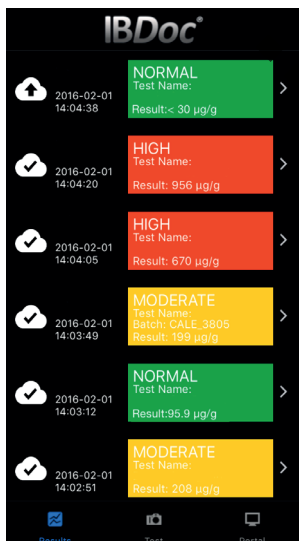 IBDoc®
NORMAL
Test Name:
2016-02-01
14:04:38
Result:< 30 µg/g
HIGH
Test Name:
2016-02-01
14:04:20
Result: 956 µg/g
HIGH
Test Name:
2016-02-01
14:04:05
Result: 670 µg/g
MODERATE
Test Name:
2016-02-01
Batch: CALE_3805
14:03:49
Result: 199 µg/g
NORMAL
Test Name:
2016-02-01
14:03:12
Result:95.9 µg/g
MODERATE
Test Name:
2016-02-01
14:02:51
Result: 208 µg/g
Results Test Portal